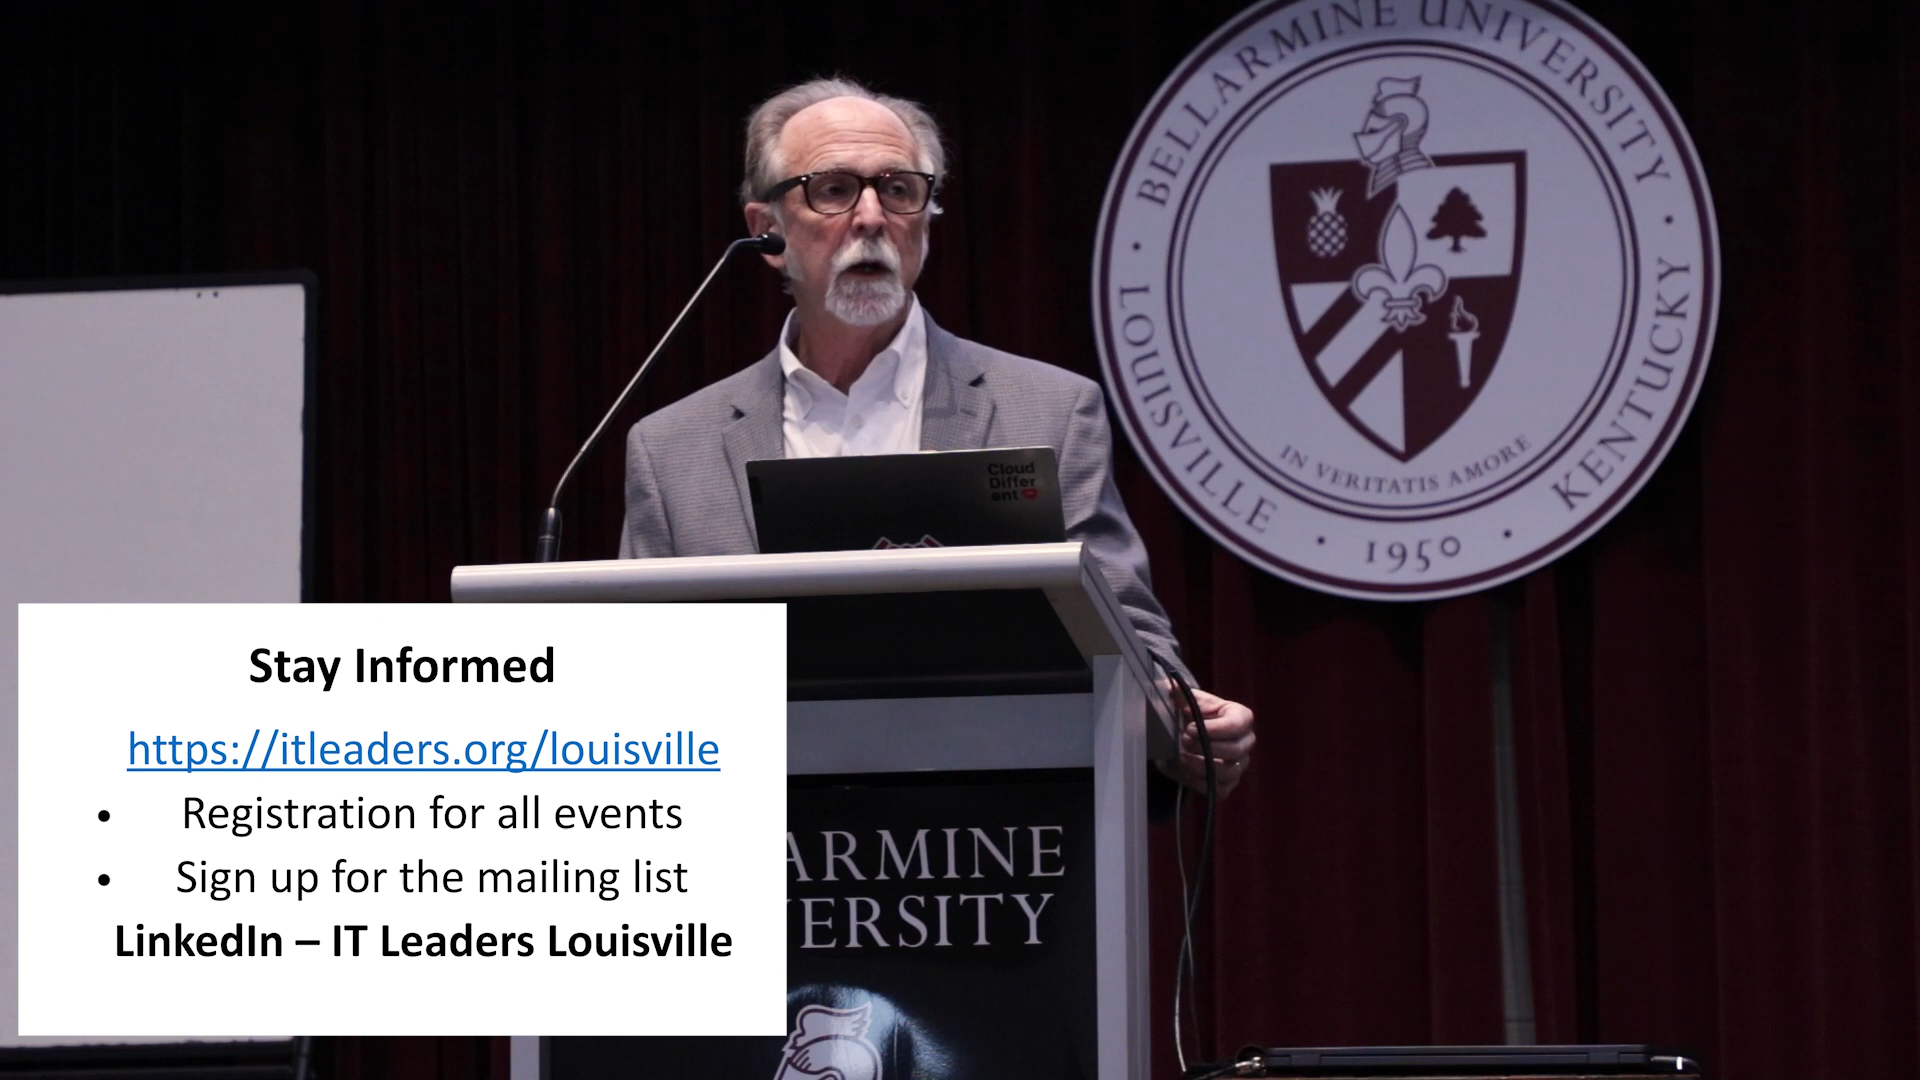 BELLARMINE UNIVERSITY
LOUISVILLE
KENTUCKY
IN VERITATIS AMORE
1950
Cloud
Differ
ent
Stay Informed
https://itleaders.org/louisville
• Registration for all events
• Sign up for the mailing list
LinkedIn – IT Leaders Louisville
ARMINE
ERSITY